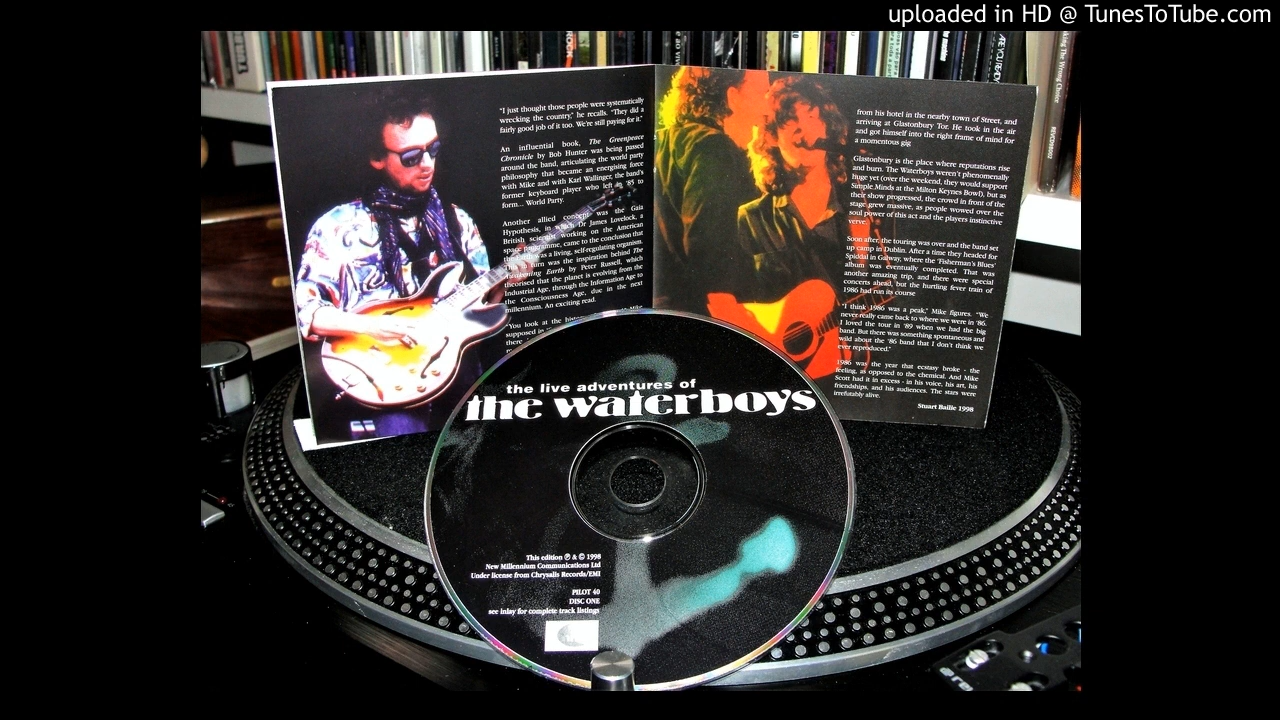 uploaded in HD @ TunesToTube.com
"I just thought those people were systematically
wrecking the country," he recalls. "They did a
fairly good job of it too. We're still paying for it."
An influential book, The Greenpeace
Chronicle by Bob Hunter was being passed
around the band, articulating the world party
philosophy that became an energising force
with Mike and with Karl Wallinger, the band's
former keyboard player who left in '85 to
form... World Party.
Another allied concept was the Gaia
Hypothesis, in which Dr James Lovelock, a
British scientist working on the American
space programme, came to the conclusion that
the Earth was a living, self-regulating organism.
This in turn was the inspiration behind The
Awakening Earth by Peter Russell, which
theorised that the planet is evolving from the
Industrial Age, through the Information Age to
the Consciousness Age, due in the next
millennium. An exciting read.
"You look at the
supposed in
there
from his hotel in the nearby town of Street, and
arriving at Glastonbury Tor. He took in the air
and got himself into the right frame of mind for
a momentous gig
Glastonbury is the place where reputations rise
and burn. The Waterboys weren't phenomenally
huge yet (over the weekend, they would support
Simple Minds at the Milton Keynes Bowl), but as
their show progressed, the crowd in front of the
stage grew massive, as people wowed over the
soul power of this act and the players instinctive
verve.
Soon after, the touring was over and the band set
up camp in Dublin. After a time they headed for
Spiddal in Galway, where the 'Fisherman's Blues'
album was eventually completed. That was
another amazing trip, and there were special
concerts ahead, but the hurtling fever train of
1986 had run its course
"I think 1986 was a peak," Mike figures. "We
never really came back to where we were in '86.
I loved the tour in '89 when we had the big
band. But there was something spontaneous and
wild about the '86 band that I don't think we
ever reproduced."
1986 was the year that ecstasy broke - the
feeling, as opposed to the chemical. And Mike
Scott had it in excess - in his voice, his art, his
friendships, and his audiences. The stars were
irrefutably alive.
Stuart Bailie 1998
the live adventures of
the waterboys
This edition ℗ & © 1998
New Millennium Communications Ltd
Under license from Chrysalis Records/EMI
PILOT 40
DISC ONE
see inlay for complete track listings